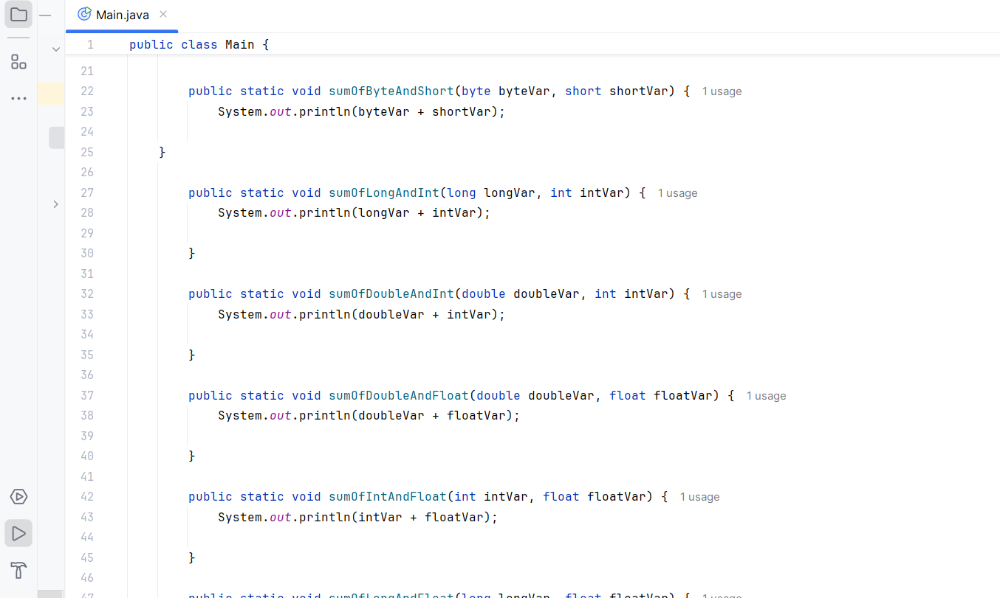 Main.java
1 public class Main {
21
22 public static void sumOfByteAndShort(byte byteVar, short shortVar) { 1 usage
23 System.out.println(byteVar + shortVar);
24
25 }
26
27 public static void sumOfLongAndInt(long longVar, int intVar) { 1 usage
28 System.out.println(longVar + intVar);
29
30 }
31
32 public static void sumOfDoubleAndInt(double doubleVar, int intVar) { 1 usage
33 System.out.println(doubleVar + intVar);
34
35 }
36
37 public static void sumOfDoubleAndFloat(double doubleVar, float floatVar) { 1 usage
38 System.out.println(doubleVar + floatVar);
39
40 }
41
42 public static void sumOfIntAndFloat(int intVar, float floatVar) { 1 usage
43 System.out.println(intVar + floatVar);
44
45 }
46
47 public static void sumOfLongAndFloat(long longVar, float floatVar) { 1 usage